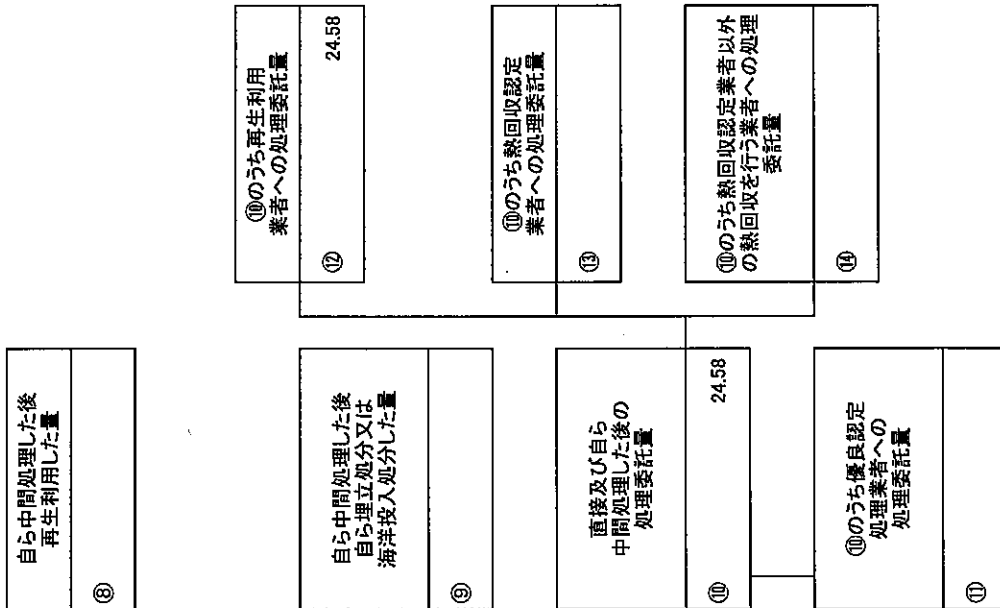 自ら中間処理した後
再生利用した量
⑧
自ら中間処理した後
自ら埋立処分又は
海洋投入処分した量
⑨
直接及び自ら
中間処理した後の
処理委託量
⑩
24.58
⑩のうち優良認定
処理業者への
処理委託量
⑪
⑩のうち再生利用
業者への処理委託量
⑫
24.58
⑩のうち熱回収認定
業者への処理委託量
⑬
⑩のうち熱回収認定業者以外
の熱回収を行う業者への処理
委託量
⑭